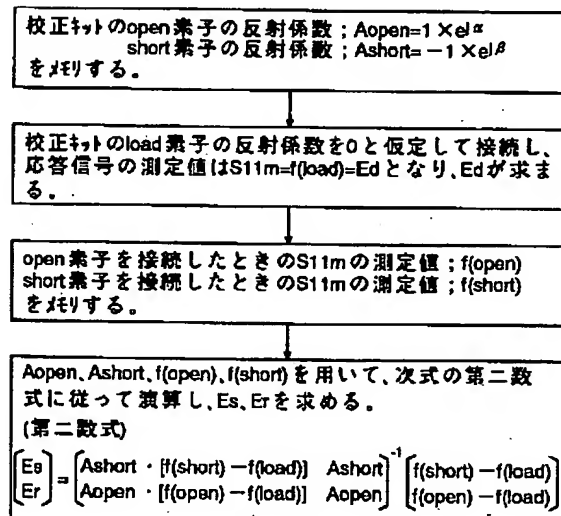 校正ｷｯﾄのopen素子の反射係数；Aopen=1×ejα
short素子の反射係数；Ashort=−1×ejβ
をﾒﾓﾘする。
校正ｷｯﾄのload素子の反射係数を0と仮定して接続し、
応答信号の測定値はS11m=f(load)=Edとなり、Edが求ま
る。
open素子を接続したときのS11mの測定値；f(open)
short素子を接続したときのS11mの測定値；f(short)
をﾒﾓﾘする。
Aopen、Ashort、f(open)、f(short)を用いて、次式の第二数
式に従って演算し、Es、Erを求める。
(第二数式)
[Es] = [Ashort・[f(short)−f(load)] Ashort]⁻¹ [f(short)−f(load)]
[Er] [Aopen・[f(open)−f(load)] Aopen] [f(open)−f(load)]